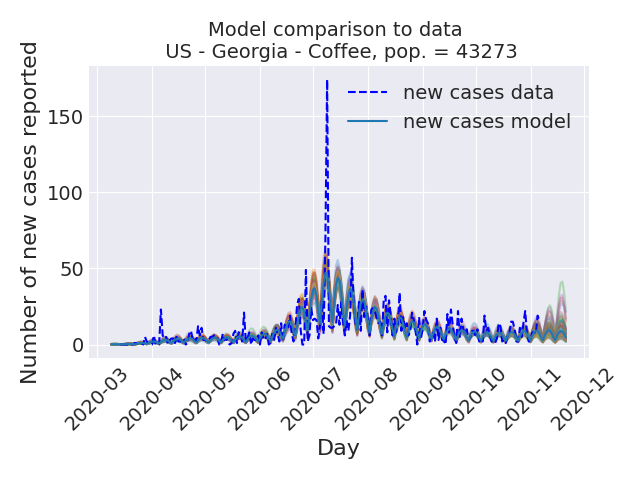 Model comparison to data
US - Georgia - Coffee, pop. = 43273
Number of new cases reported
new cases data
new cases model
150
100
50
0
2020-03
2020-04
2020-05
2020-06
2020-07
2020-08
2020-09
2020-10
2020-11
2020-12
Day